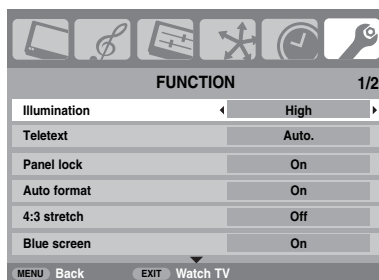 FUNCTION 1/2
Illumination High
Teletext Auto.
Panel lock On
Auto format On
4:3 stretch Off
Blue screen On
MENU Back EXIT Watch TV